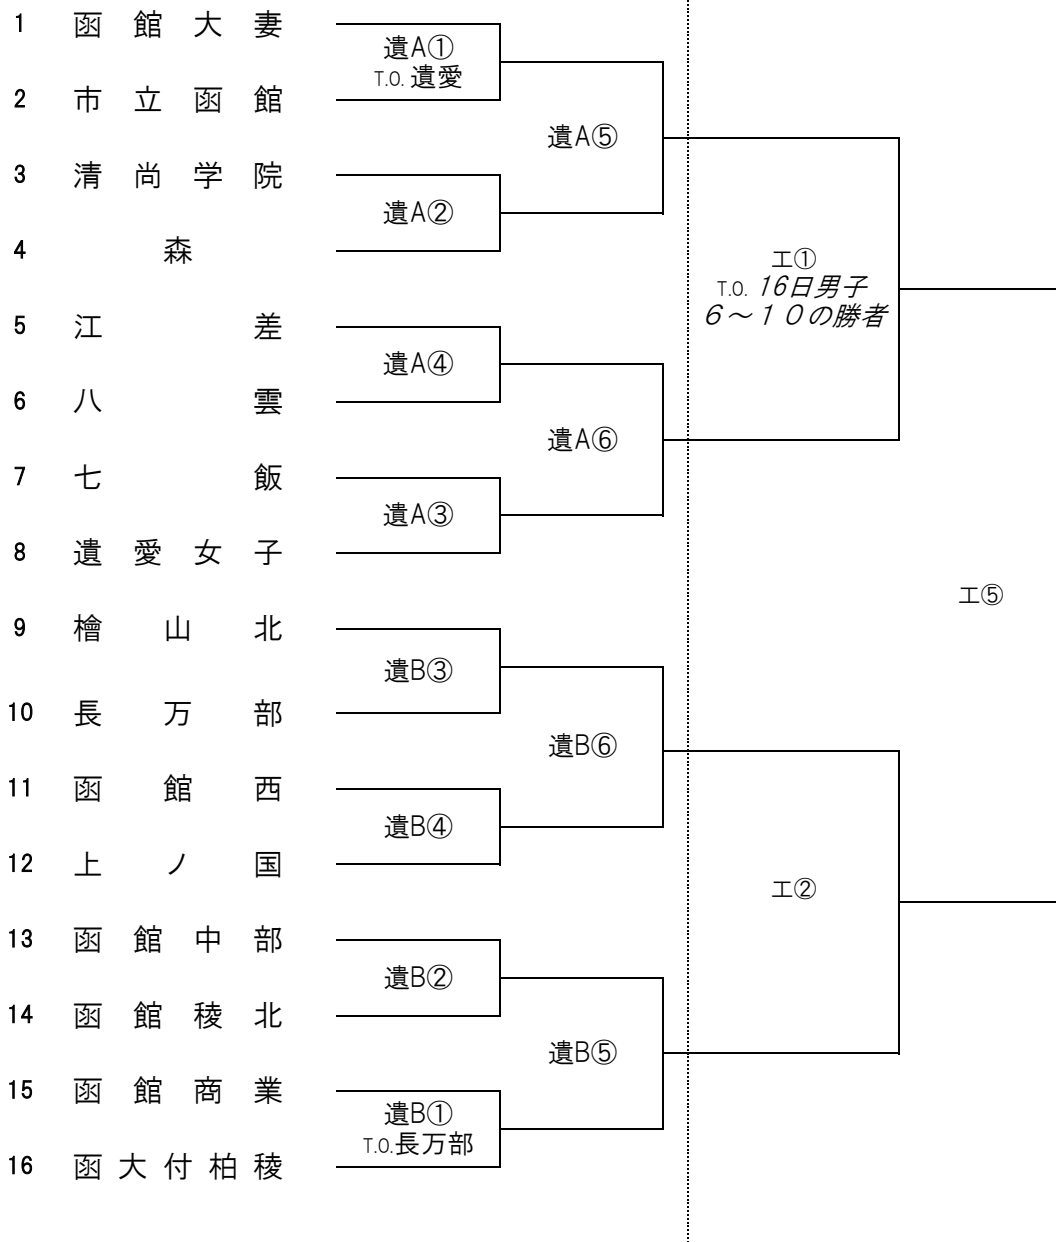 1 函館大妻
遺A①
T.O. 遺愛
2 市立函館
遺A⑤
3 清尚学院
遺A②
4 森
エ①
T.O. 16日男子
６～１０の勝者
5 江差
遺A④
6 八雲
遺A⑥
7 七飯
遺A③
8 遺愛女子
エ⑤
9 檜山北
遺B③
10 長万部
遺B⑥
11 函館西
遺B④
12 上ノ国
エ②
13 函館中部
遺B②
14 函館稜北
遺B⑤
15 函館商業
遺B①
T.O.長万部
16 函大付柏稜